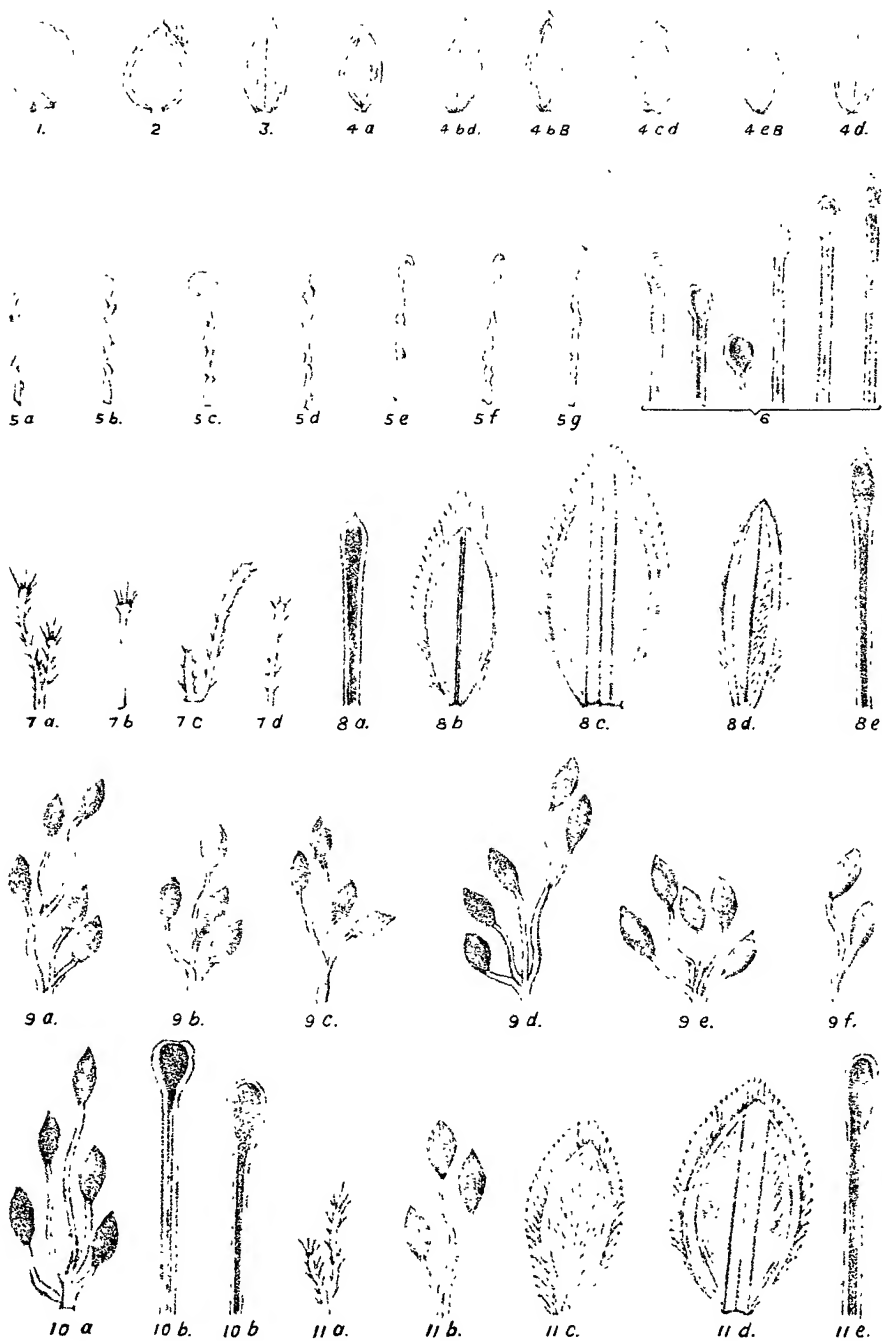 1. 2 3. 4 a 4 bd. 4 b B 4 c d 4 e B 4 d.
5 a 5 b. 5 c. 5 d 5 e 5 f 5 g 6
7 a. 7 b 7 c 7 d 8 a. 8 b 8 c. 8 d. 8 e
9 a. 9 b. 9 c. 9 d. 9 e. 9 f.
10 a 10 b. 10 b 11 a. 11 b. 11 c. 11 d. 11 e.